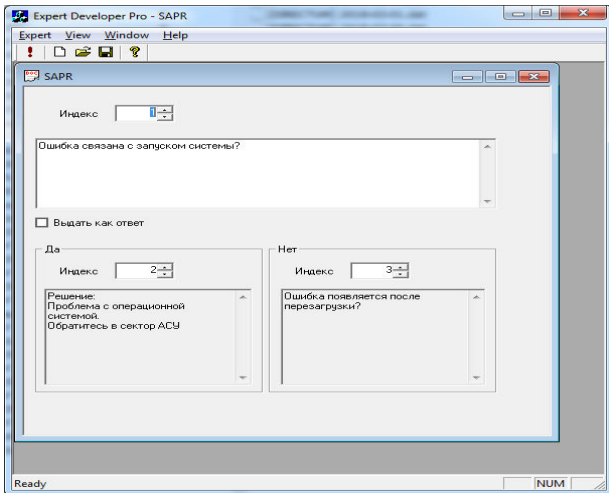 Expert Developer Pro - SAPR
Expert View Window Help
SAPR
Индекс 1
Ошибка связана с запуском системы?
Выдать как ответ
Да
Индекс 2
Решение:
Проблема с операционной
системой.
Обратитесь в сектор АСУ
Нет
Индекс 3
Ошибка появляется после
перезагрузки?
Ready NUM